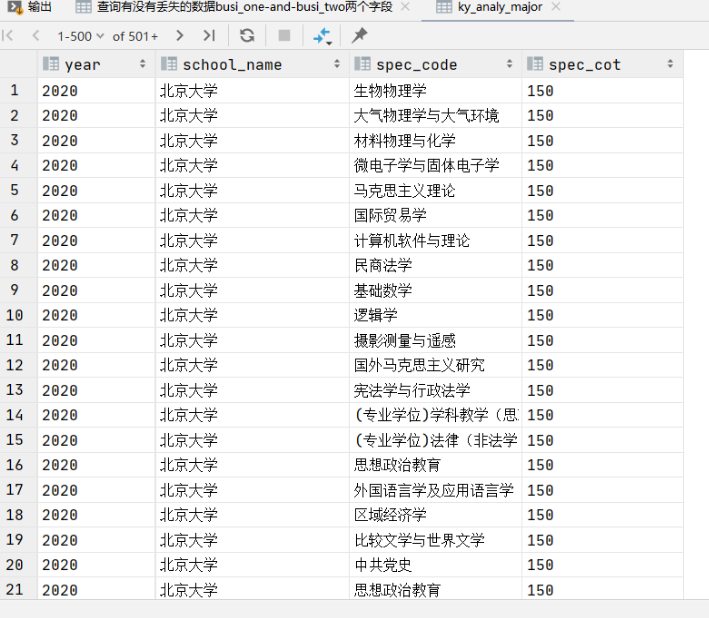 输出 查询有没有丢失的数据busi_one-and-busi_two两个字段 ky_analy_major
1-500 of 501+
year school_name spec_code spec_cot
1 2020 北京大学 生物物理学 150
2 2020 北京大学 大气物理学与大气环境 150
3 2020 北京大学 材料物理与化学 150
4 2020 北京大学 微电子学与固体电子学 150
5 2020 北京大学 马克思主义理论 150
6 2020 北京大学 国际贸易学 150
7 2020 北京大学 计算机软件与理论 150
8 2020 北京大学 民商法学 150
9 2020 北京大学 基础数学 150
10 2020 北京大学 逻辑学 150
11 2020 北京大学 摄影测量与遥感 150
12 2020 北京大学 国外马克思主义研究 150
13 2020 北京大学 宪法学与行政法学 150
14 2020 北京大学 (专业学位)学科教学（思 150
15 2020 北京大学 (专业学位)法律（非法学 150
16 2020 北京大学 思想政治教育 150
17 2020 北京大学 外国语言学及应用语言学 150
18 2020 北京大学 区域经济学 150
19 2020 北京大学 比较文学与世界文学 150
20 2020 北京大学 中共党史 150
21 2020 北京大学 思想政治教育 150